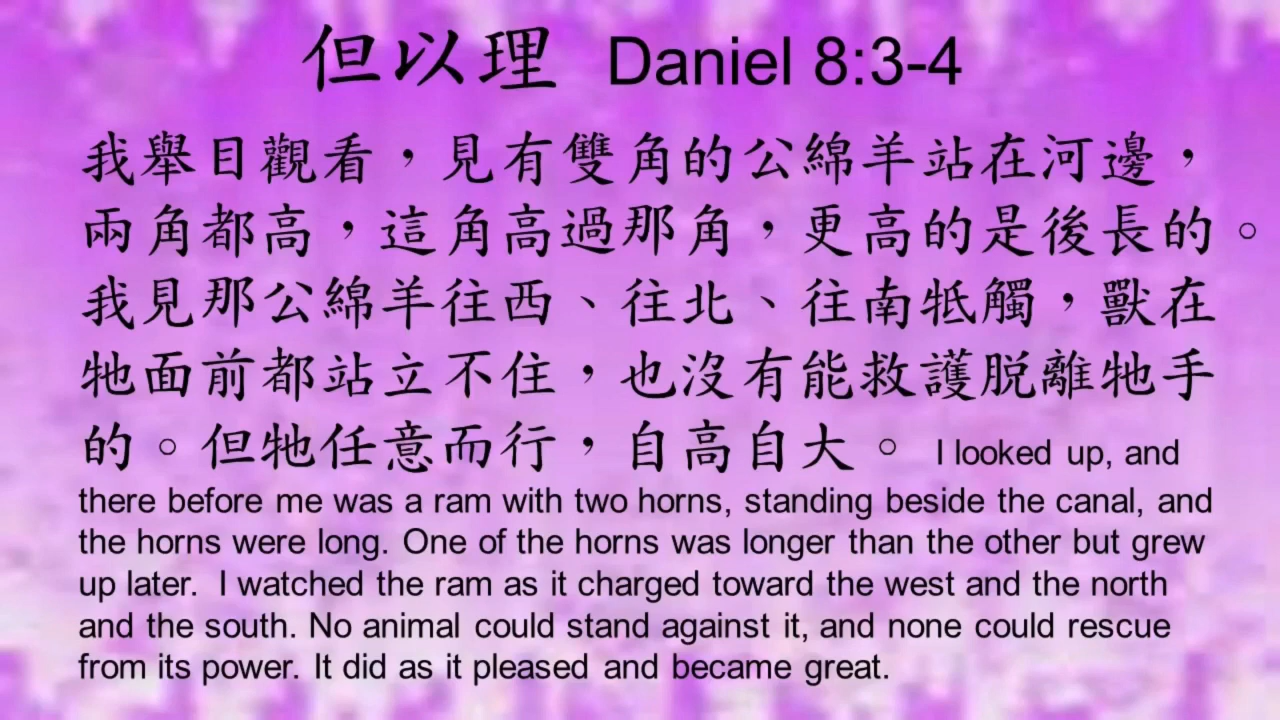 但以理 Daniel 8:3-4
我舉目觀看，見有雙角的公綿羊站在河邊，
兩角都高，這角高過那角，更高的是後長的。
我見那公綿羊往西、往北、往南牴觸，獸在
牠面前都站立不住，也沒有能救護脫離牠手
的。但牠任意而行，自高自大。 I looked up, and
there before me was a ram with two horns, standing beside the canal, and
the horns were long. One of the horns was longer than the other but grew
up later. I watched the ram as it charged toward the west and the north
and the south. No animal could stand against it, and none could rescue
from its power. It did as it pleased and became great.